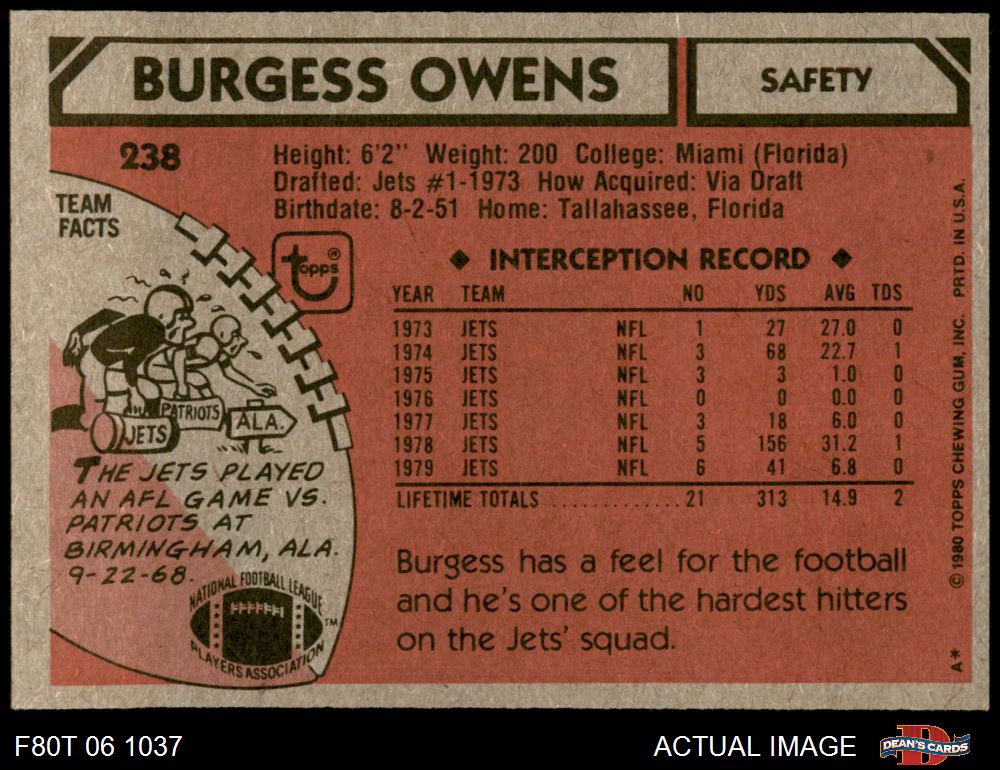 BURGESS OWENS
SAFETY
238
Height: 6'2" Weight: 200 College: Miami (Florida)
Drafted: Jets #1-1973 How Acquired: Via Draft
Birthdate: 8-2-51 Home: Tallahassee, Florida
TEAM
FACTS
topps®
◆ INTERCEPTION RECORD ◆
YEAR TEAM NO YDS AVG TDS
1973 JETS NFL 1 27 27.0 0
1974 JETS NFL 3 68 22.7 1
1975 JETS NFL 3 3 1.0 0
1976 JETS NFL 0 0 0.0 0
1977 JETS NFL 3 18 6.0 0
1978 JETS NFL 5 156 31.2 1
1979 JETS NFL 6 41 6.8 0
LIFETIME TOTALS ............. 21 313 14.9 2
PATRIOTS
JETS
ALA.
THE JETS PLAYED
AN AFL GAME VS.
PATRIOTS AT
BIRMINGHAM, ALA.
9-22-68.
NATIONAL FOOTBALL LEAGUE
PLAYERS ASSOCIATION
TM
Burgess has a feel for the football
and he's one of the hardest hitters
on the Jets' squad.
A* © 1980 TOPPS CHEWING GUM, INC. PRTD. IN U.S.A.
F80T 06 1037
ACTUAL IMAGE
D
DEAN'S CARDS